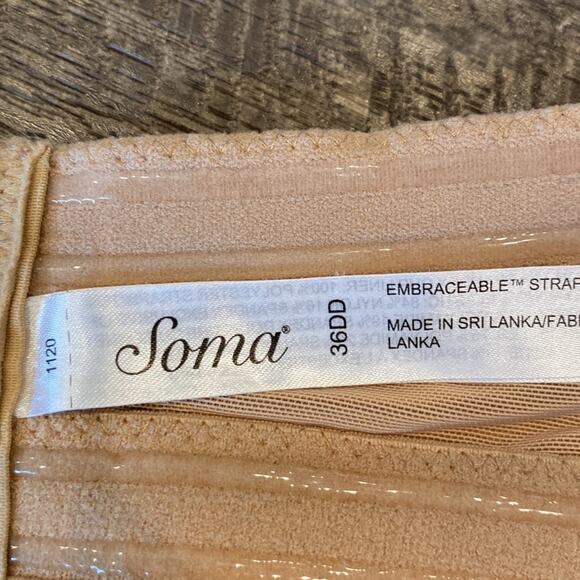 1120
Soma®
36DD
EMBRACEABLE™ STRAP
MADE IN SRI LANKA/FABR
LANKA